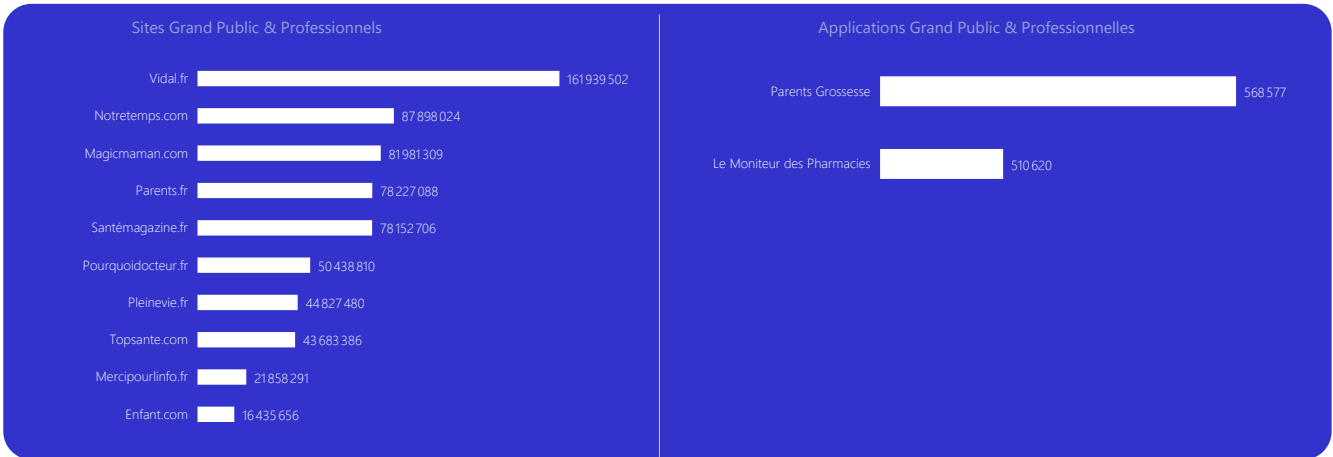 Sites Grand Public & Professionnels
Vidal.fr 161 939 502
Notretemps.com 87 898 024
Magicmaman.com 81 981 309
Parents.fr 78 227 088
Santémagazine.fr 78 152 706
Pourquoidocteur.fr 50 438 810
Pleinevie.fr 44 827 480
Topsante.com 43 683 386
Mercipourlinfo.fr 21 858 291
Enfant.com 16 435 656
Applications Grand Public & Professionnelles
Parents Grossesse 568 577
Le Moniteur des Pharmacies 510 620